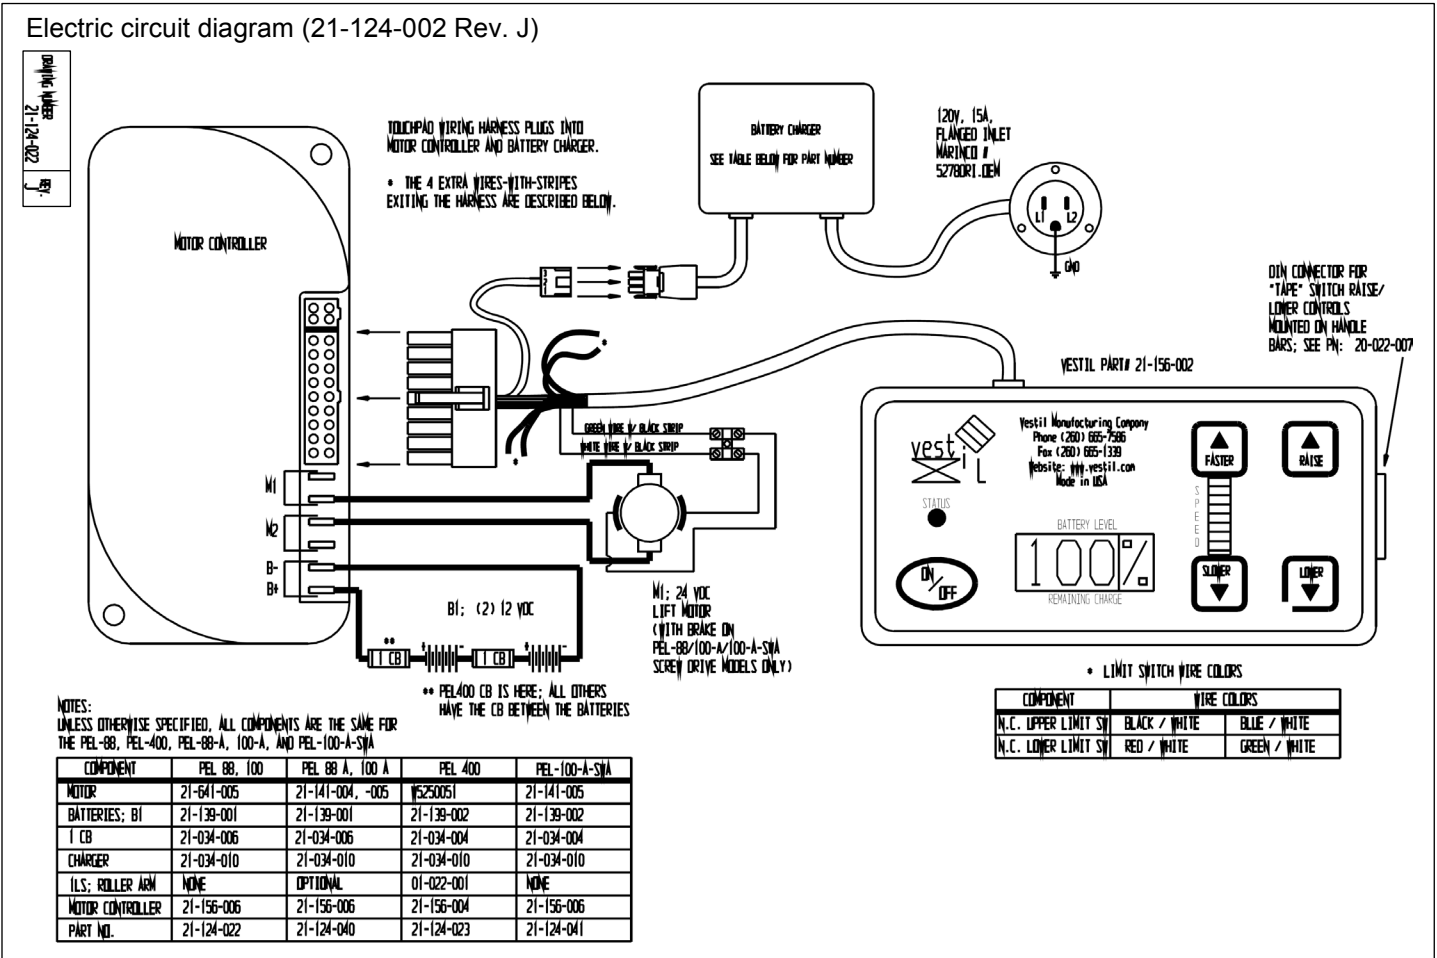 Electric circuit diagram (21-124-002 Rev. J)
DRAWING NUMBER
21-124-022
REV.
J
TOUCHPAD WIRING HARNESS PLUGS INTO
MOTOR CONTROLLER AND BATTERY CHARGER.
* THE 4 EXTRA WIRES-WITH-STRIPES
EXITING THE HARNESS ARE DESCRIBED BELOW.
BATTERY CHARGER
SEE TABLE BELOW FOR PART NUMBER
120V, 15A,
FLANGED INLET
MARINCO #
5278DRI.OEM
L1 L2
GND
MOTOR CONTROLLER
3
2
1
*
DIN CONNECTOR FOR
"TAPE" SWITCH RAISE/
LOWER CONTROLS
MOUNTED ON HANDLE
BARS; SEE PN: 20-022-007
VESTIL PART# 21-156-002
GREEN WIRE W/ BLACK STRIP
WHITE WIRE W/ BLACK STRIP
*
M1
M2
B-
B+
vestil
Vestil Manufacturing Company
Phone (260) 665-7586
Fax (260) 665-1339
Website: www.vestil.com
Made in USA
STATUS
ON/OFF
BATTERY LEVEL
100%
REMAINING CHARGE
FASTER
SPEED
SLOWER
RAISE
LOWER
B1; (2) 12 VDC
**
1 CB
+ -
1 CB
+ -
M1; 24 VDC
LIFT MOTOR
(WITH BRAKE ON
PEL-88/100-A/100-A-SWA
SCREW DRIVE MODELS ONLY)
** PEL400 CB IS HERE; ALL OTHERS
HAVE THE CB BETWEEN THE BATTERIES
* LIMIT SWITCH WIRE COLORS
COMPONENT WIRE COLORS
N.C. UPPER LIMIT SW BLACK / WHITE BLUE / WHITE
N.C. LOWER LIMIT SW RED / WHITE GREEN / WHITE
NOTES:
UNLESS OTHERWISE SPECIFIED, ALL COMPONENTS ARE THE SAME FOR
THE PEL-88, PEL-400, PEL-88-A, 100-A, AND PEL-100-A-SWA
COMPONENT PEL 88, 100 PEL 88 A, 100 A PEL 400 PEL-100-A-SWA
MOTOR 21-641-005 21-141-004, -005 W5250051 21-141-005
BATTERIES; B1 21-139-001 21-139-001 21-139-002 21-139-002
1 CB 21-034-006 21-034-006 21-034-004 21-034-004
CHARGER 21-034-010 21-034-010 21-034-010 21-034-010
1LS; ROLLER ARM NONE OPTIONAL 01-022-001 NONE
MOTOR CONTROLLER 21-156-006 21-156-006 21-156-004 21-156-006
PART NO. 21-124-022 21-124-040 21-124-023 21-124-041